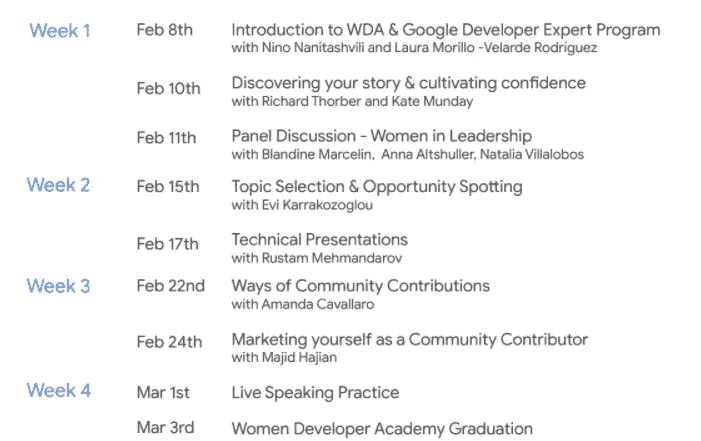 Week 1 Feb 8th Introduction to WDA & Google Developer Expert Program
with Nino Nanitashvili and Laura Morillo -Velarde Rodríguez
Feb 10th Discovering your story & cultivating confidence
with Richard Thorber and Kate Munday
Feb 11th Panel Discussion - Women in Leadership
with Blandine Marcelin, Anna Altshuller, Natalia Villalobos
Week 2 Feb 15th Topic Selection & Opportunity Spotting
with Evi Karrakozoglou
Feb 17th Technical Presentations
with Rustam Mehmandarov
Week 3 Feb 22nd Ways of Community Contributions
with Amanda Cavallaro
Feb 24th Marketing yourself as a Community Contributor
with Majid Hajian
Week 4 Mar 1st Live Speaking Practice
Mar 3rd Women Developer Academy Graduation